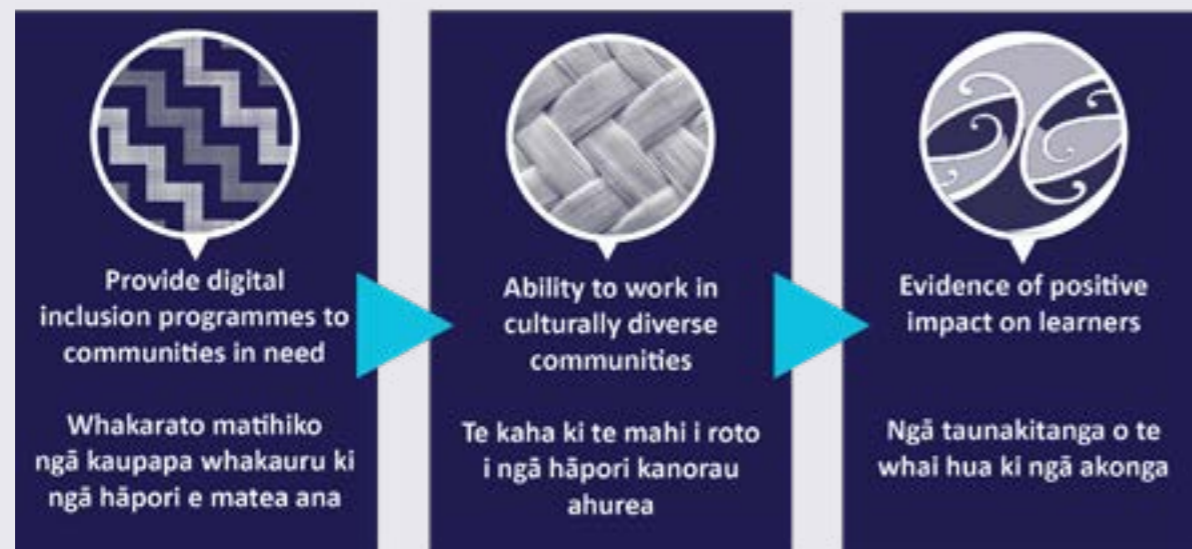 Provide digital
inclusion programmes to
communities in need
Whakarato matihiko
ngā kaupapa whakauru ki
ngā hāpori e matea ana
Ability to work in
culturally diverse
communities
Te kaha ki te mahi i roto
i ngā hāpori kanorau
ahurea
Evidence of positive
impact on learners
Ngā taunakitanga o te
whai hua ki ngā akonga